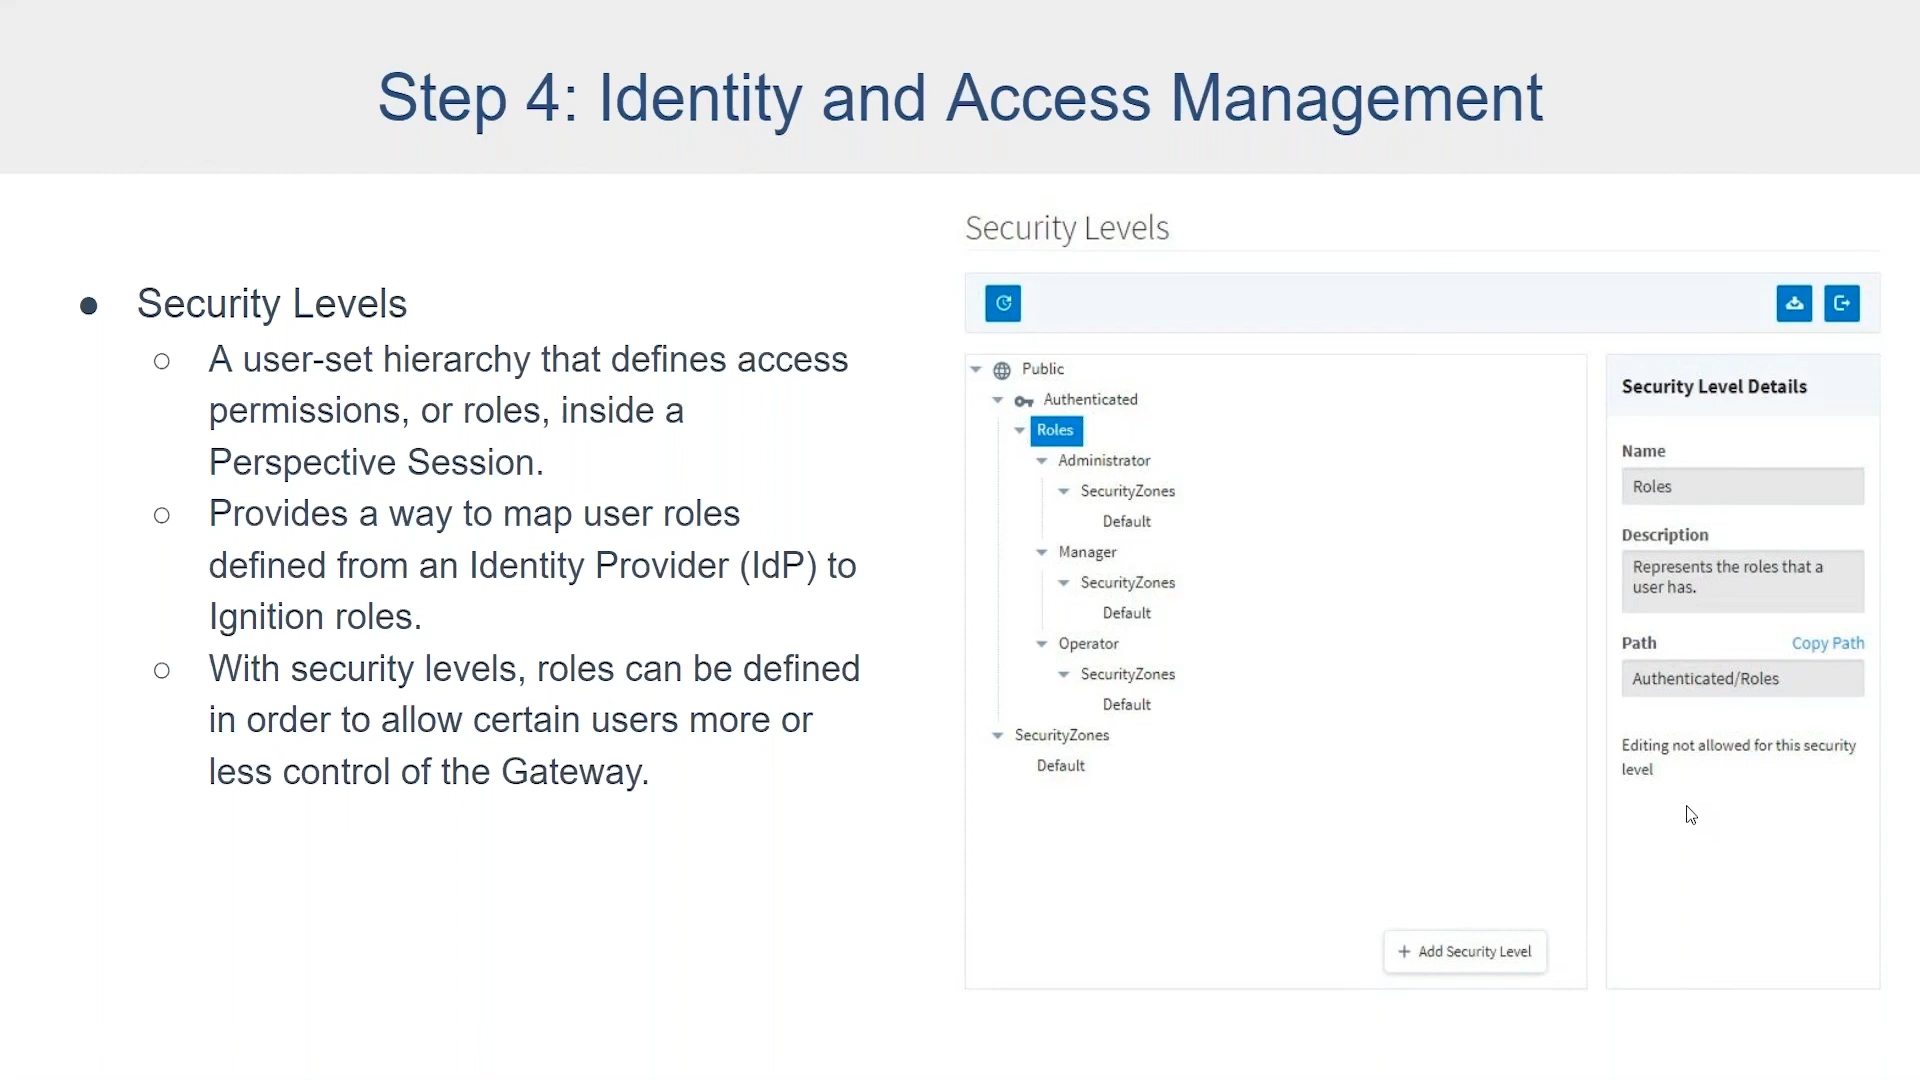 Step 4: Identity and Access Management
● Security Levels
○ A user-set hierarchy that defines access
permissions, or roles, inside a
Perspective Session.
○ Provides a way to map user roles
defined from an Identity Provider (IdP) to
Ignition roles.
○ With security levels, roles can be defined
in order to allow certain users more or
less control of the Gateway.
Security Levels
Public
Authenticated
Roles
Administrator
SecurityZones
Default
Manager
SecurityZones
Default
Operator
SecurityZones
Default
SecurityZones
Default
+ Add Security Level
Security Level Details
Name
Roles
Description
Represents the roles that a
user has.
Path Copy Path
Authenticated/Roles
Editing not allowed for this security
level